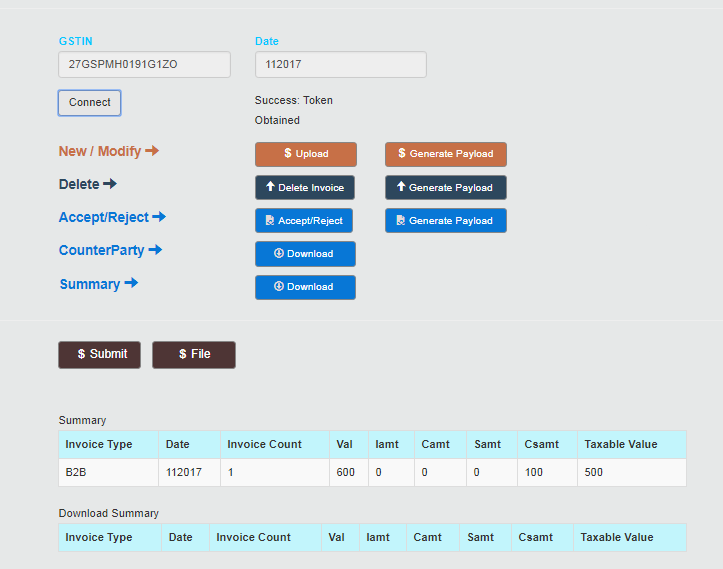 GSTIN Date
27GSPMH0191G1ZO 112017
Connect Success: Token
Obtained
New / Modify $ Upload $ Generate Payload
Delete Delete Invoice Generate Payload
Accept/Reject Accept/Reject Generate Payload
CounterParty Download
Summary Download
$ Submit $ File
Summary
Invoice Type Date Invoice Count Val Iamt Camt Samt Csamt Taxable Value
B2B 112017 1 600 0 0 0 100 500
Download Summary
Invoice Type Date Invoice Count Val Iamt Camt Samt Csamt Taxable Value